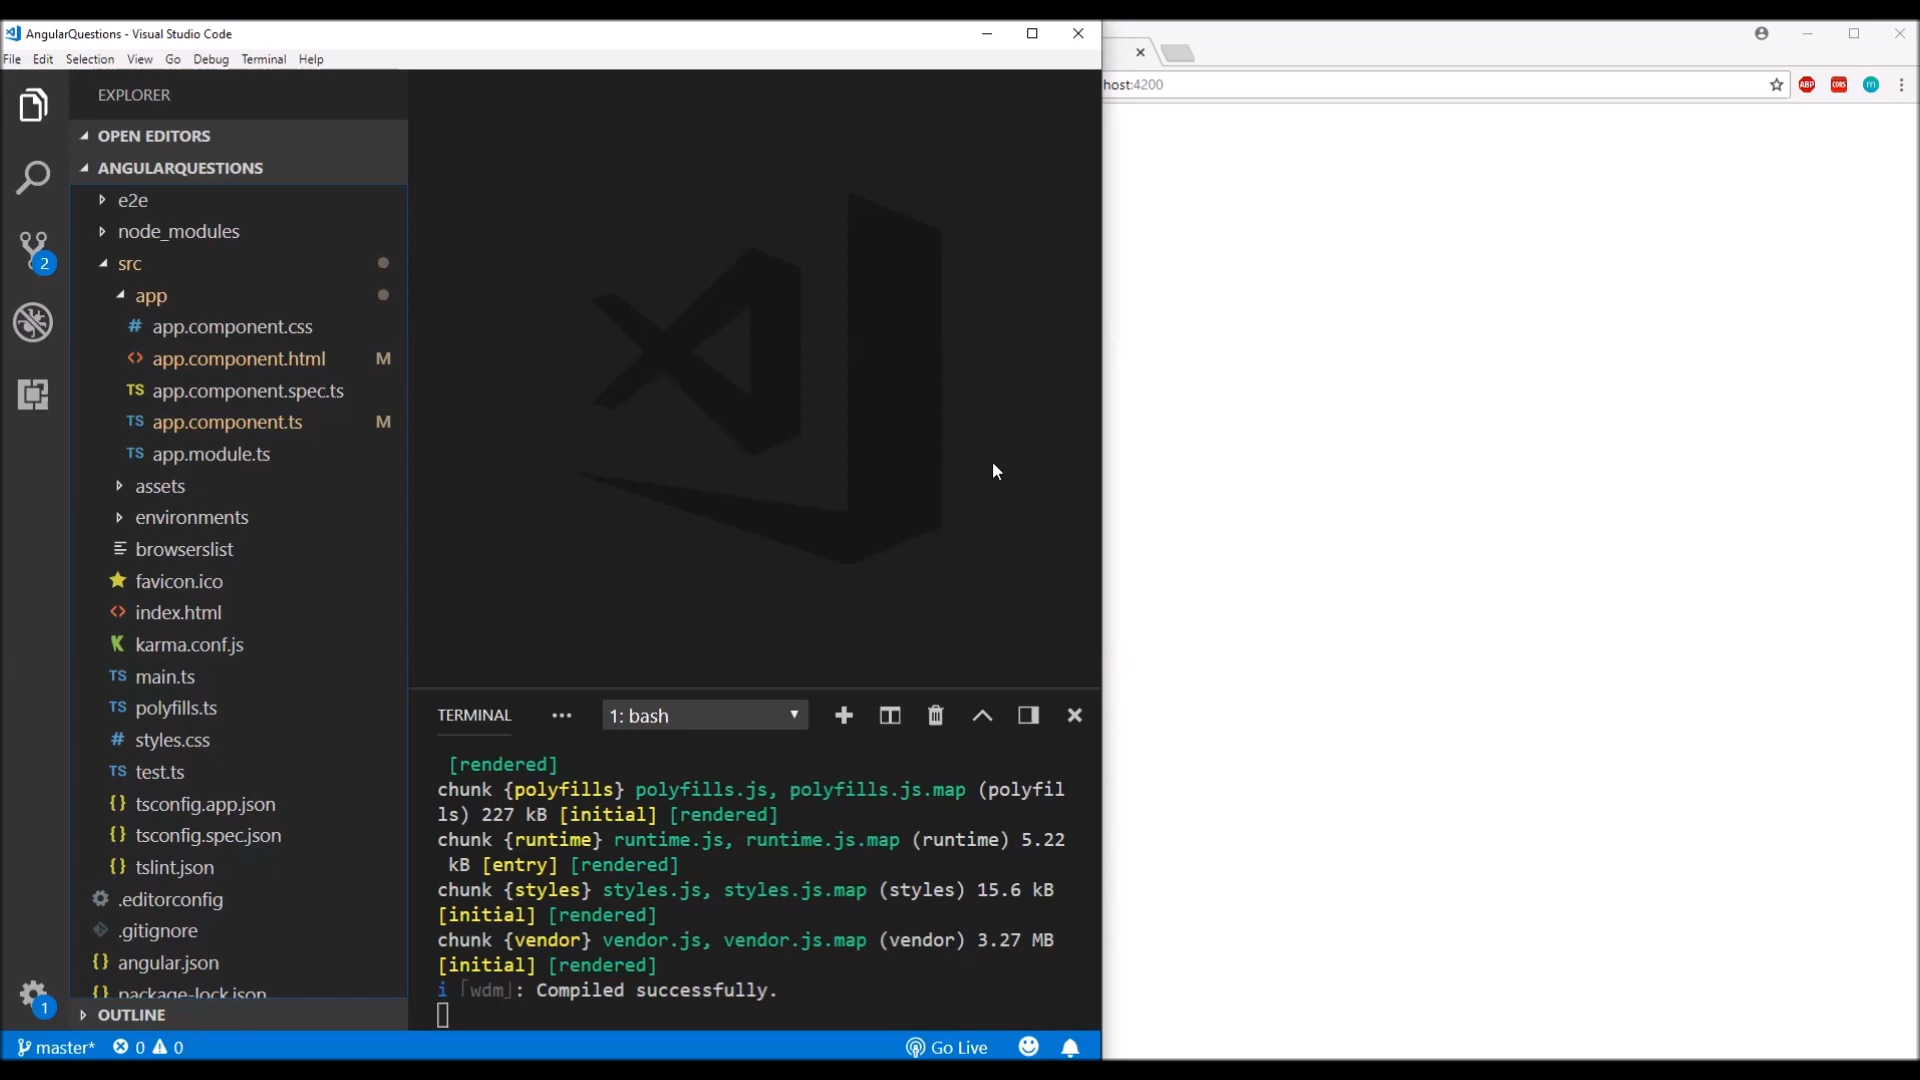 AngularQuestions - Visual Studio Code
File Edit Selection View Go Debug Terminal Help
host:4200
ABP
CORS
m
EXPLORER
OPEN EDITORS
ANGULARQUESTIONS
e2e
node_modules
2
src
app
# app.component.css
<> app.component.html M
TS app.component.spec.ts
TS app.component.ts M
TS app.module.ts
assets
environments
browserslist
favicon.ico
<> index.html
K karma.conf.js
TS main.ts
TS polyfills.ts
# styles.css
TS test.ts
{} tsconfig.app.json
{} tsconfig.spec.json
{} tslint.json
.editorconfig
.gitignore
{} angular.json
{} package-lock.json
1
OUTLINE
TERMINAL ••• 1: bash
[rendered]
chunk {polyfills} polyfills.js, polyfills.js.map (polyfil
ls) 227 kB [initial] [rendered]
chunk {runtime} runtime.js, runtime.js.map (runtime) 5.22
kB [entry] [rendered]
chunk {styles} styles.js, styles.js.map (styles) 15.6 kB
[initial] [rendered]
chunk {vendor} vendor.js, vendor.js.map (vendor) 3.27 MB
[initial] [rendered]
i ｢wdm｣: Compiled successfully.
master* 0 0 Go Live